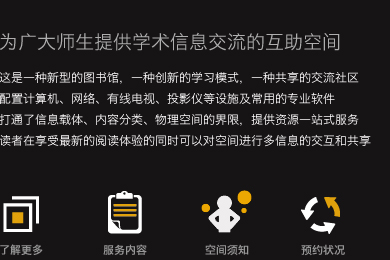 为广大师生提供学术信息交流的互助空间
这是一种新型的图书馆，一种创新的学习模式，一种共享的交流社区
配置计算机、网络、有线电视、投影仪等设施及常用的专业软件
打通了信息载体、内容分类、物理空间的界限，提供资源一站式服务
读者在享受最新的阅读体验的同时可以对空间进行多信息的交互和共享
了解更多 服务内容 空间须知 预约状况